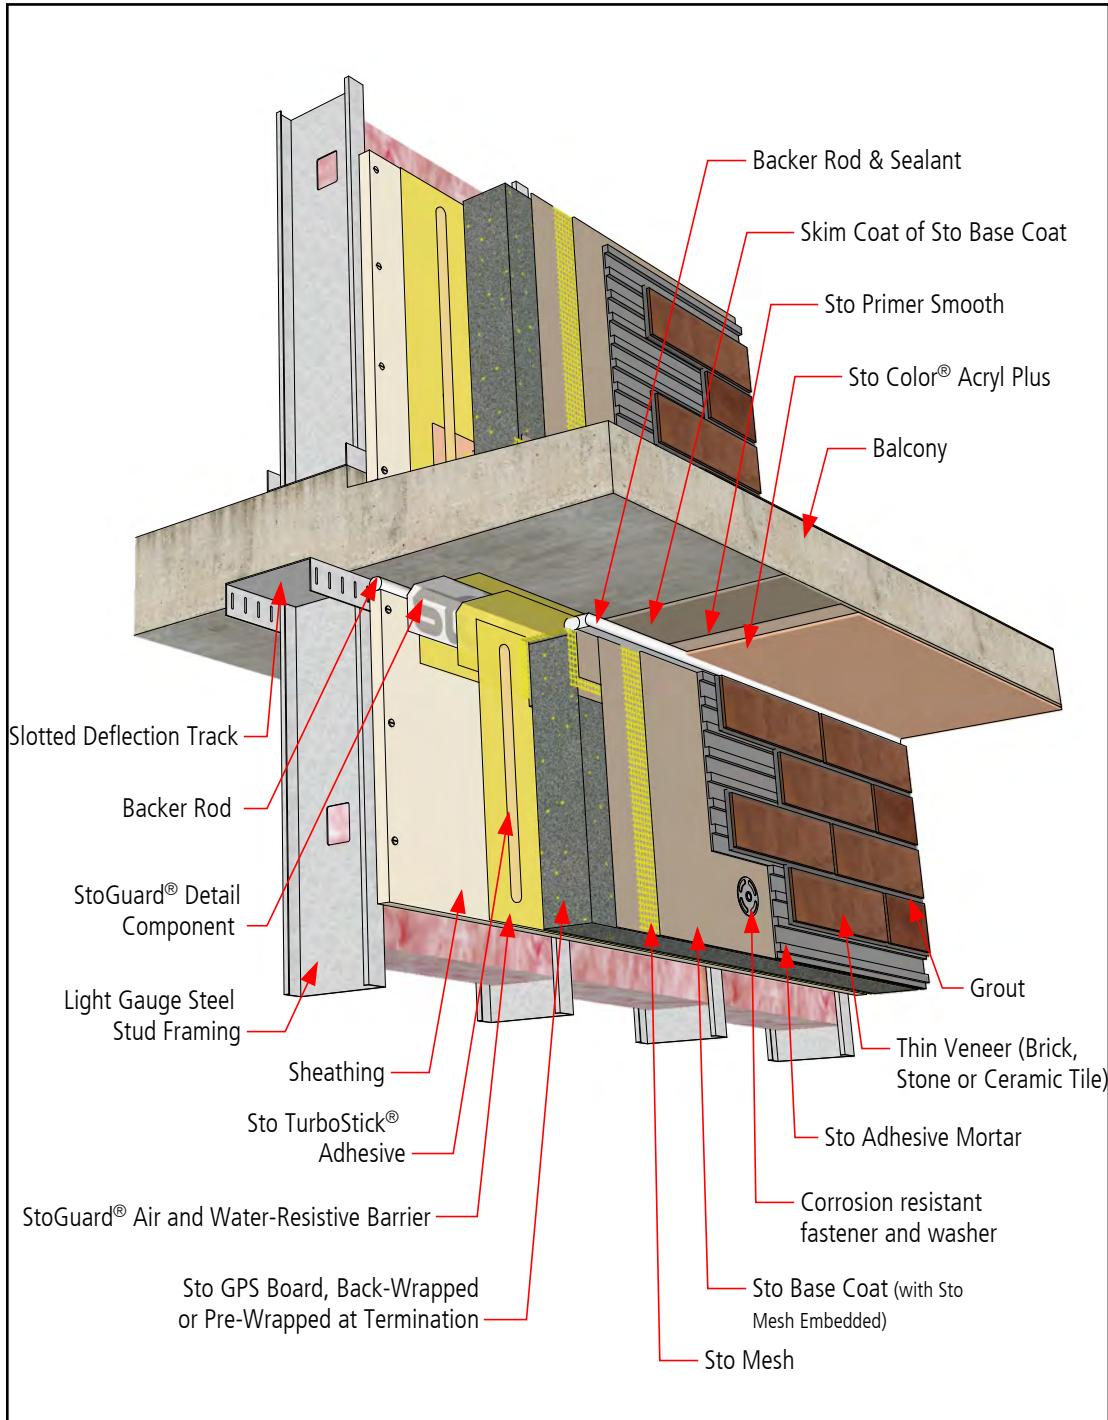 Backer Rod & Sealant
Skim Coat of Sto Base Coat
Sto Primer Smooth
Sto Color® Acryl Plus
Balcony
Slotted Deflection Track
Backer Rod
StoGuard® Detail
Component
Light Gauge Steel
Stud Framing
Sheathing
Sto TurboStick®
Adhesive
StoGuard® Air and Water-Resistive Barrier
Sto GPS Board, Back-Wrapped
or Pre-Wrapped at Termination
Grout
Thin Veneer (Brick,
Stone or Ceramic Tile)
Sto Adhesive Mortar
Corrosion resistant
fastener and washer
Sto Base Coat (with Sto
Mesh Embedded)
Sto Mesh